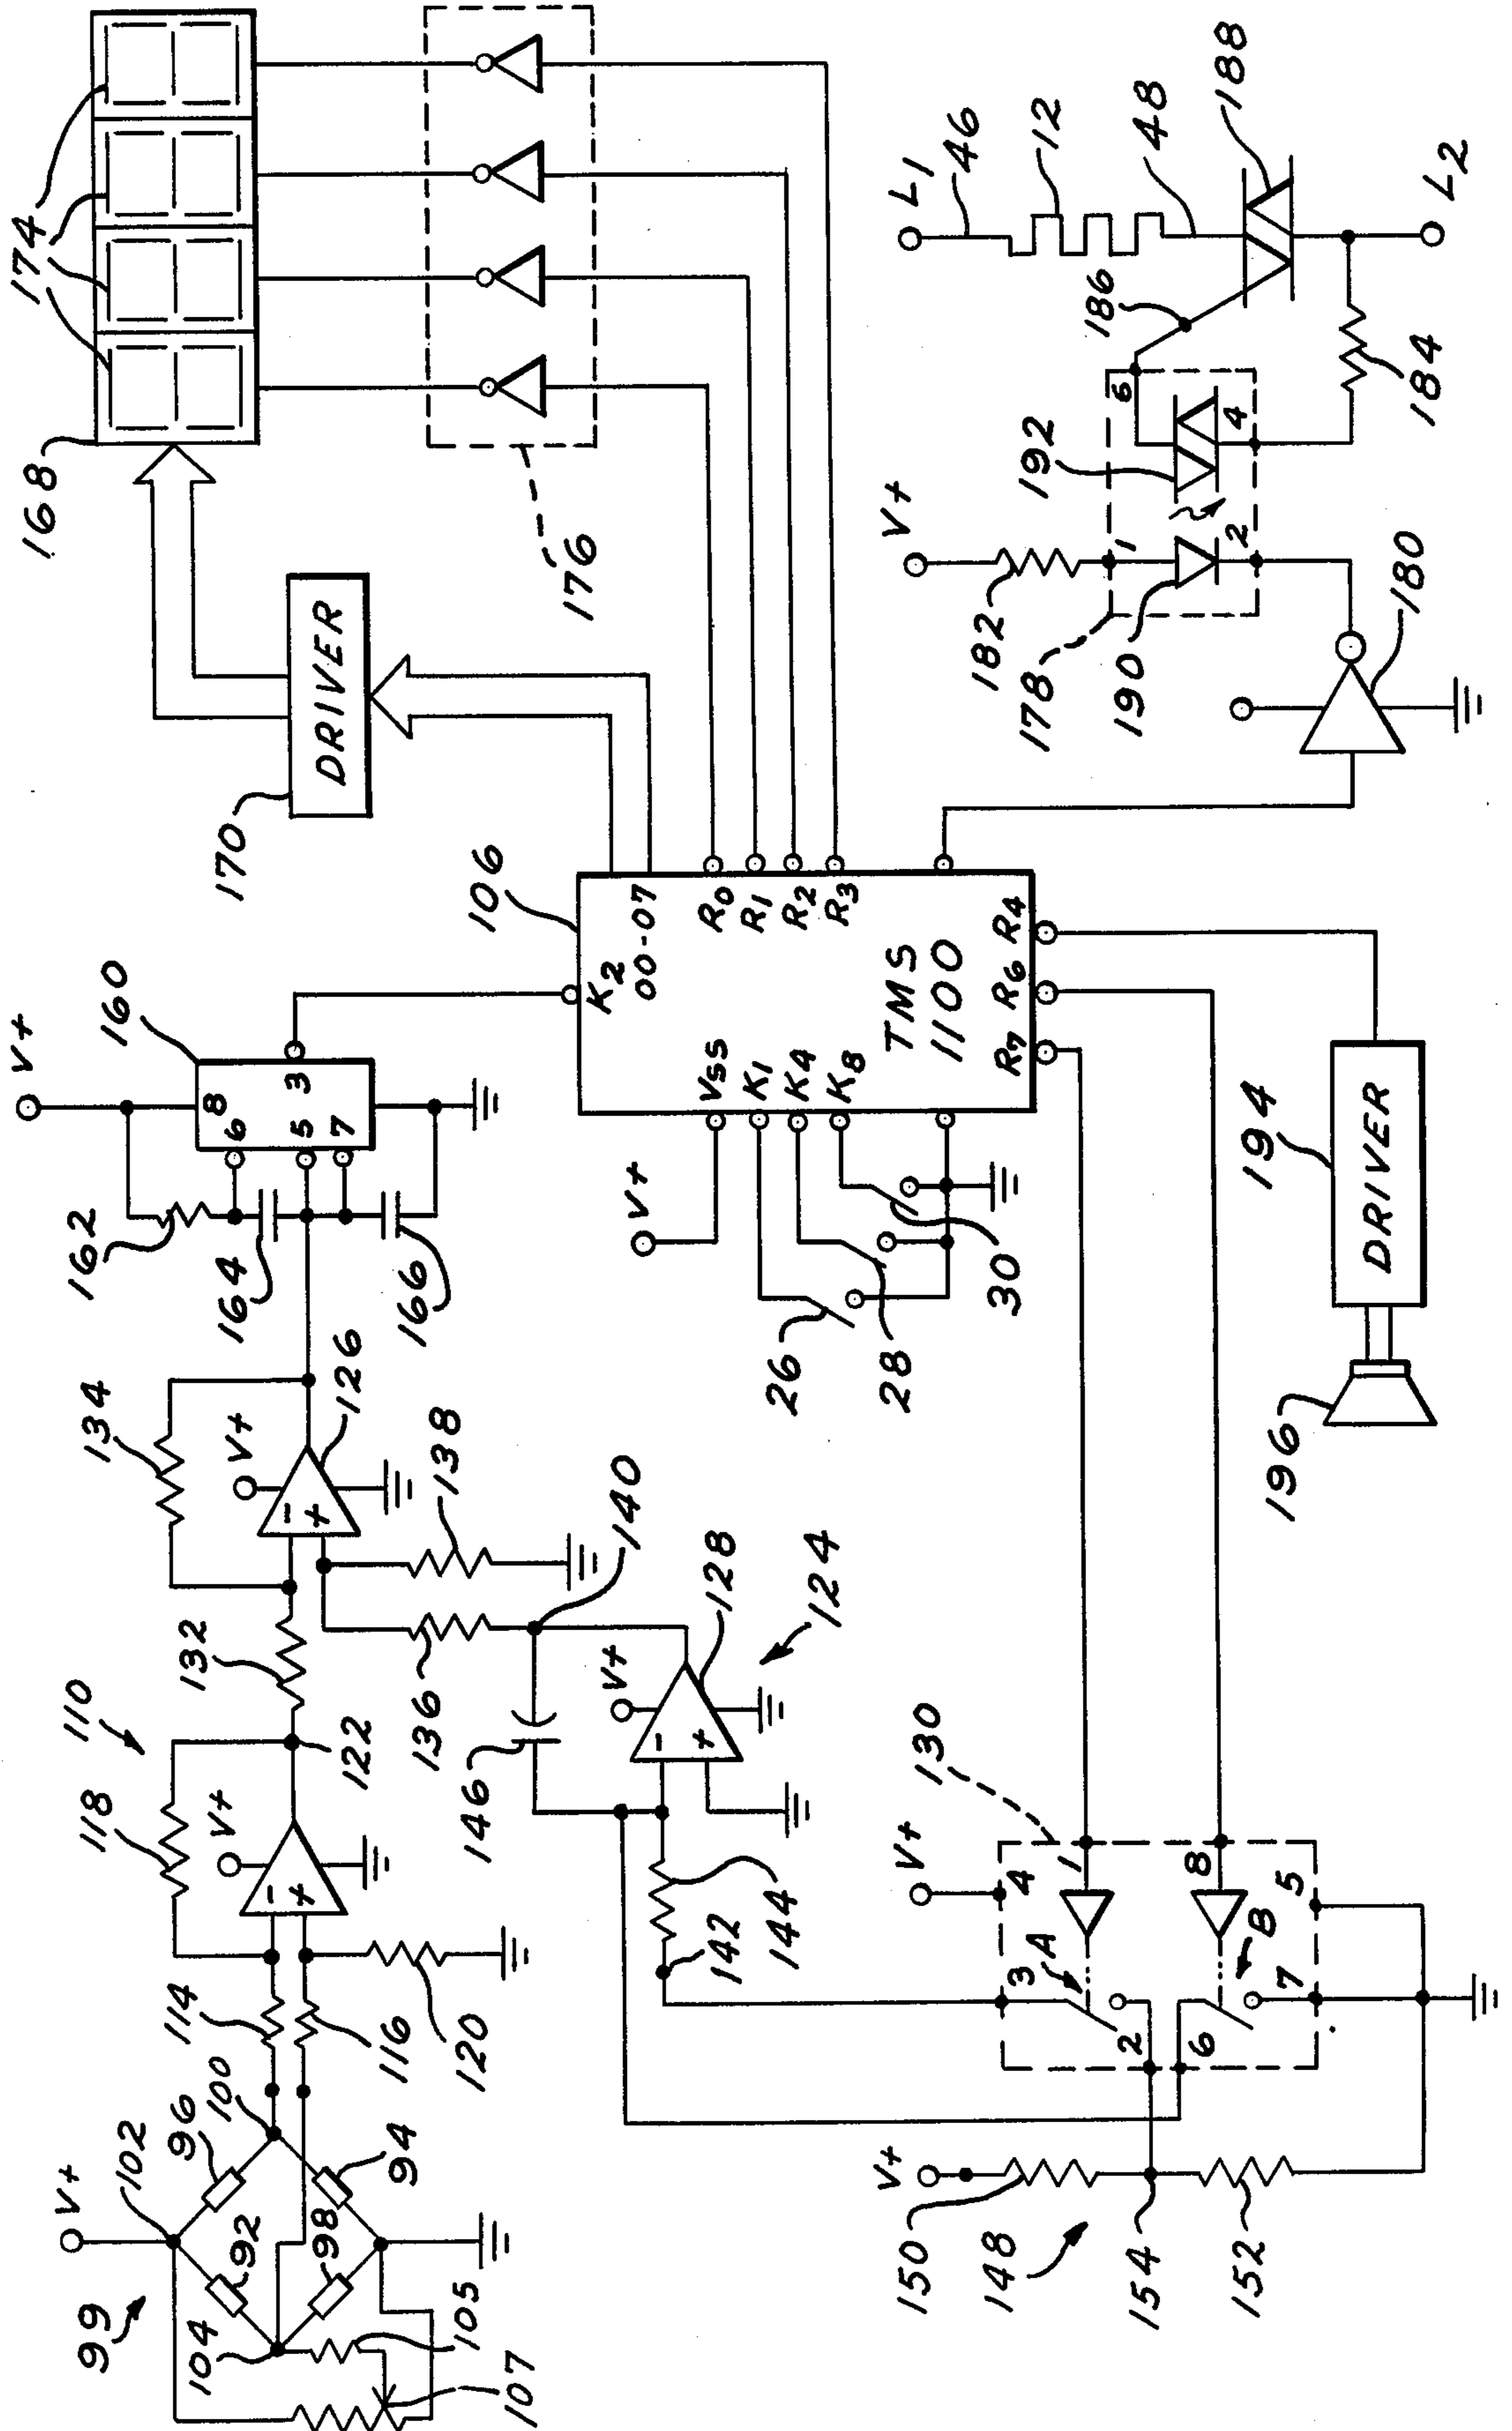 174
168
176
170
DRIVER
L1
46
12
48
188
L2
186
184
6
4
192
V+
1
2
182
178
190
180
106
K2
00-07
R0
R1
R2
R3
TMS
1100
R4
R6
R7
Vss
K1
K4
K8
V+
160
8
6
5
7
3
162
164
166
V+
26
28
30
194
DRIVER
196
134
V+
126
- +
138
132
136
140
110
118
V+
122
- +
114
116
120
146
V+
128
- +
124
142
144
130
V+
4
1
8
5
3
A
B
2
6
7
V+
150
148
154
152
V+
102
96
100
92
94
98
99
104
105
107